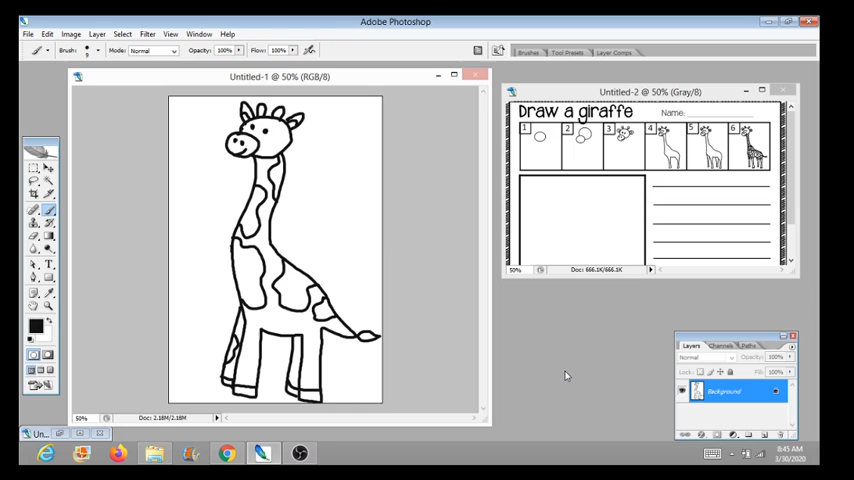 Adobe Photoshop
File Edit Image Layer Select Filter View Window Help
Brush: 9 Mode: Normal Opacity: 100% Flow: 100%
Brushes Tool Presets Layer Comps
Untitled-1 @ 50% (RGB/8)
Untitled-2 @ 50% (Gray/8)
Draw a giraffe Name:
1 2 3 4 5 6
50% Doc: 666.1K/666.1K
Layers Channels Paths
Normal Opacity: 100%
Lock: Fill: 100%
Background
50% Doc: 2.18M/2.18M
Un...
8:45 AM
3/30/2020